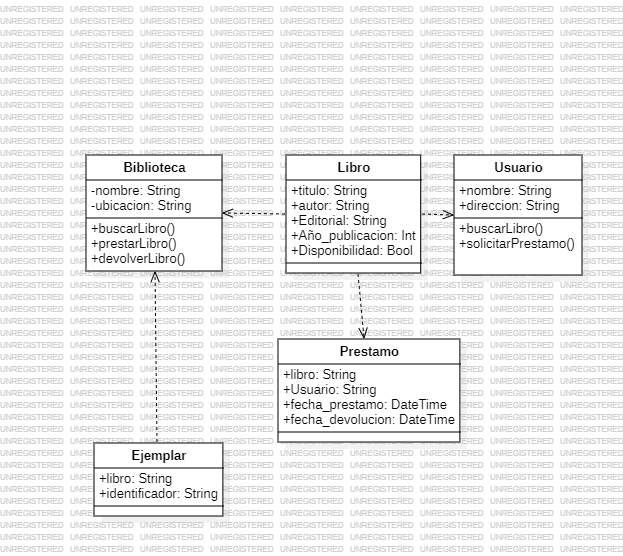 Biblioteca
-nombre: String
-ubicacion: String
+buscarLibro()
+prestarLibro()
+devolverLibro()
Libro
+titulo: String
+autor: String
+Editorial: String
+Año_publicacion: Int
+Disponibilidad: Bool
Usuario
+nombre: String
+direccion: String
+buscarLibro()
+solicitarPrestamo()
Prestamo
+libro: String
+Usuario: String
+fecha_prestamo: DateTime
+fecha_devolucion: DateTime
Ejemplar
+libro: String
+identificador: String
UNREGISTERED